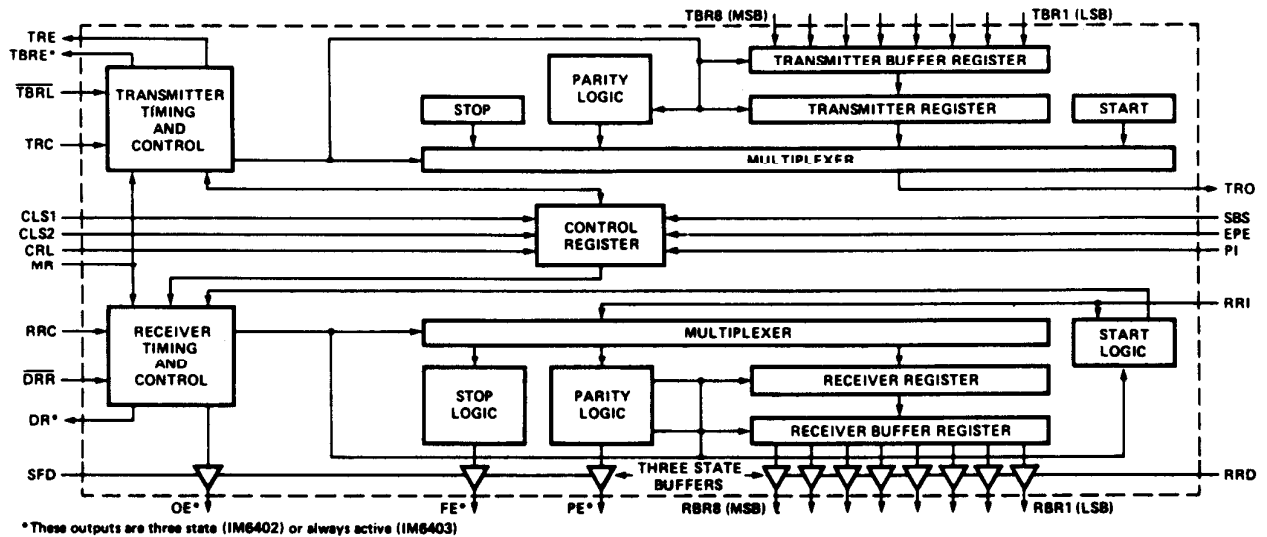 TBR8 (MSB)
TBR1 (LSB)
TRE
TBRE*
TBRL
TRC
TRANSMITTER
TIMING
AND
CONTROL
STOP
PARITY
LOGIC
TRANSMITTER BUFFER REGISTER
TRANSMITTER REGISTER
START
MULTIPLEXER
TRO
CLS1
CLS2
CRL
MR
CONTROL
REGISTER
SBS
EPE
PI
RRC
DRR
DR*
RECEIVER
TIMING
AND
CONTROL
MULTIPLEXER
RRI
START
LOGIC
STOP
LOGIC
PARITY
LOGIC
RECEIVER REGISTER
RECEIVER BUFFER REGISTER
SFD
THREE STATE
BUFFERS
RRD
OE*
FE*
PE*
RBR8 (MSB)
RBR1 (LSB)
*These outputs are three state (IM6402) or always active (IM6403)